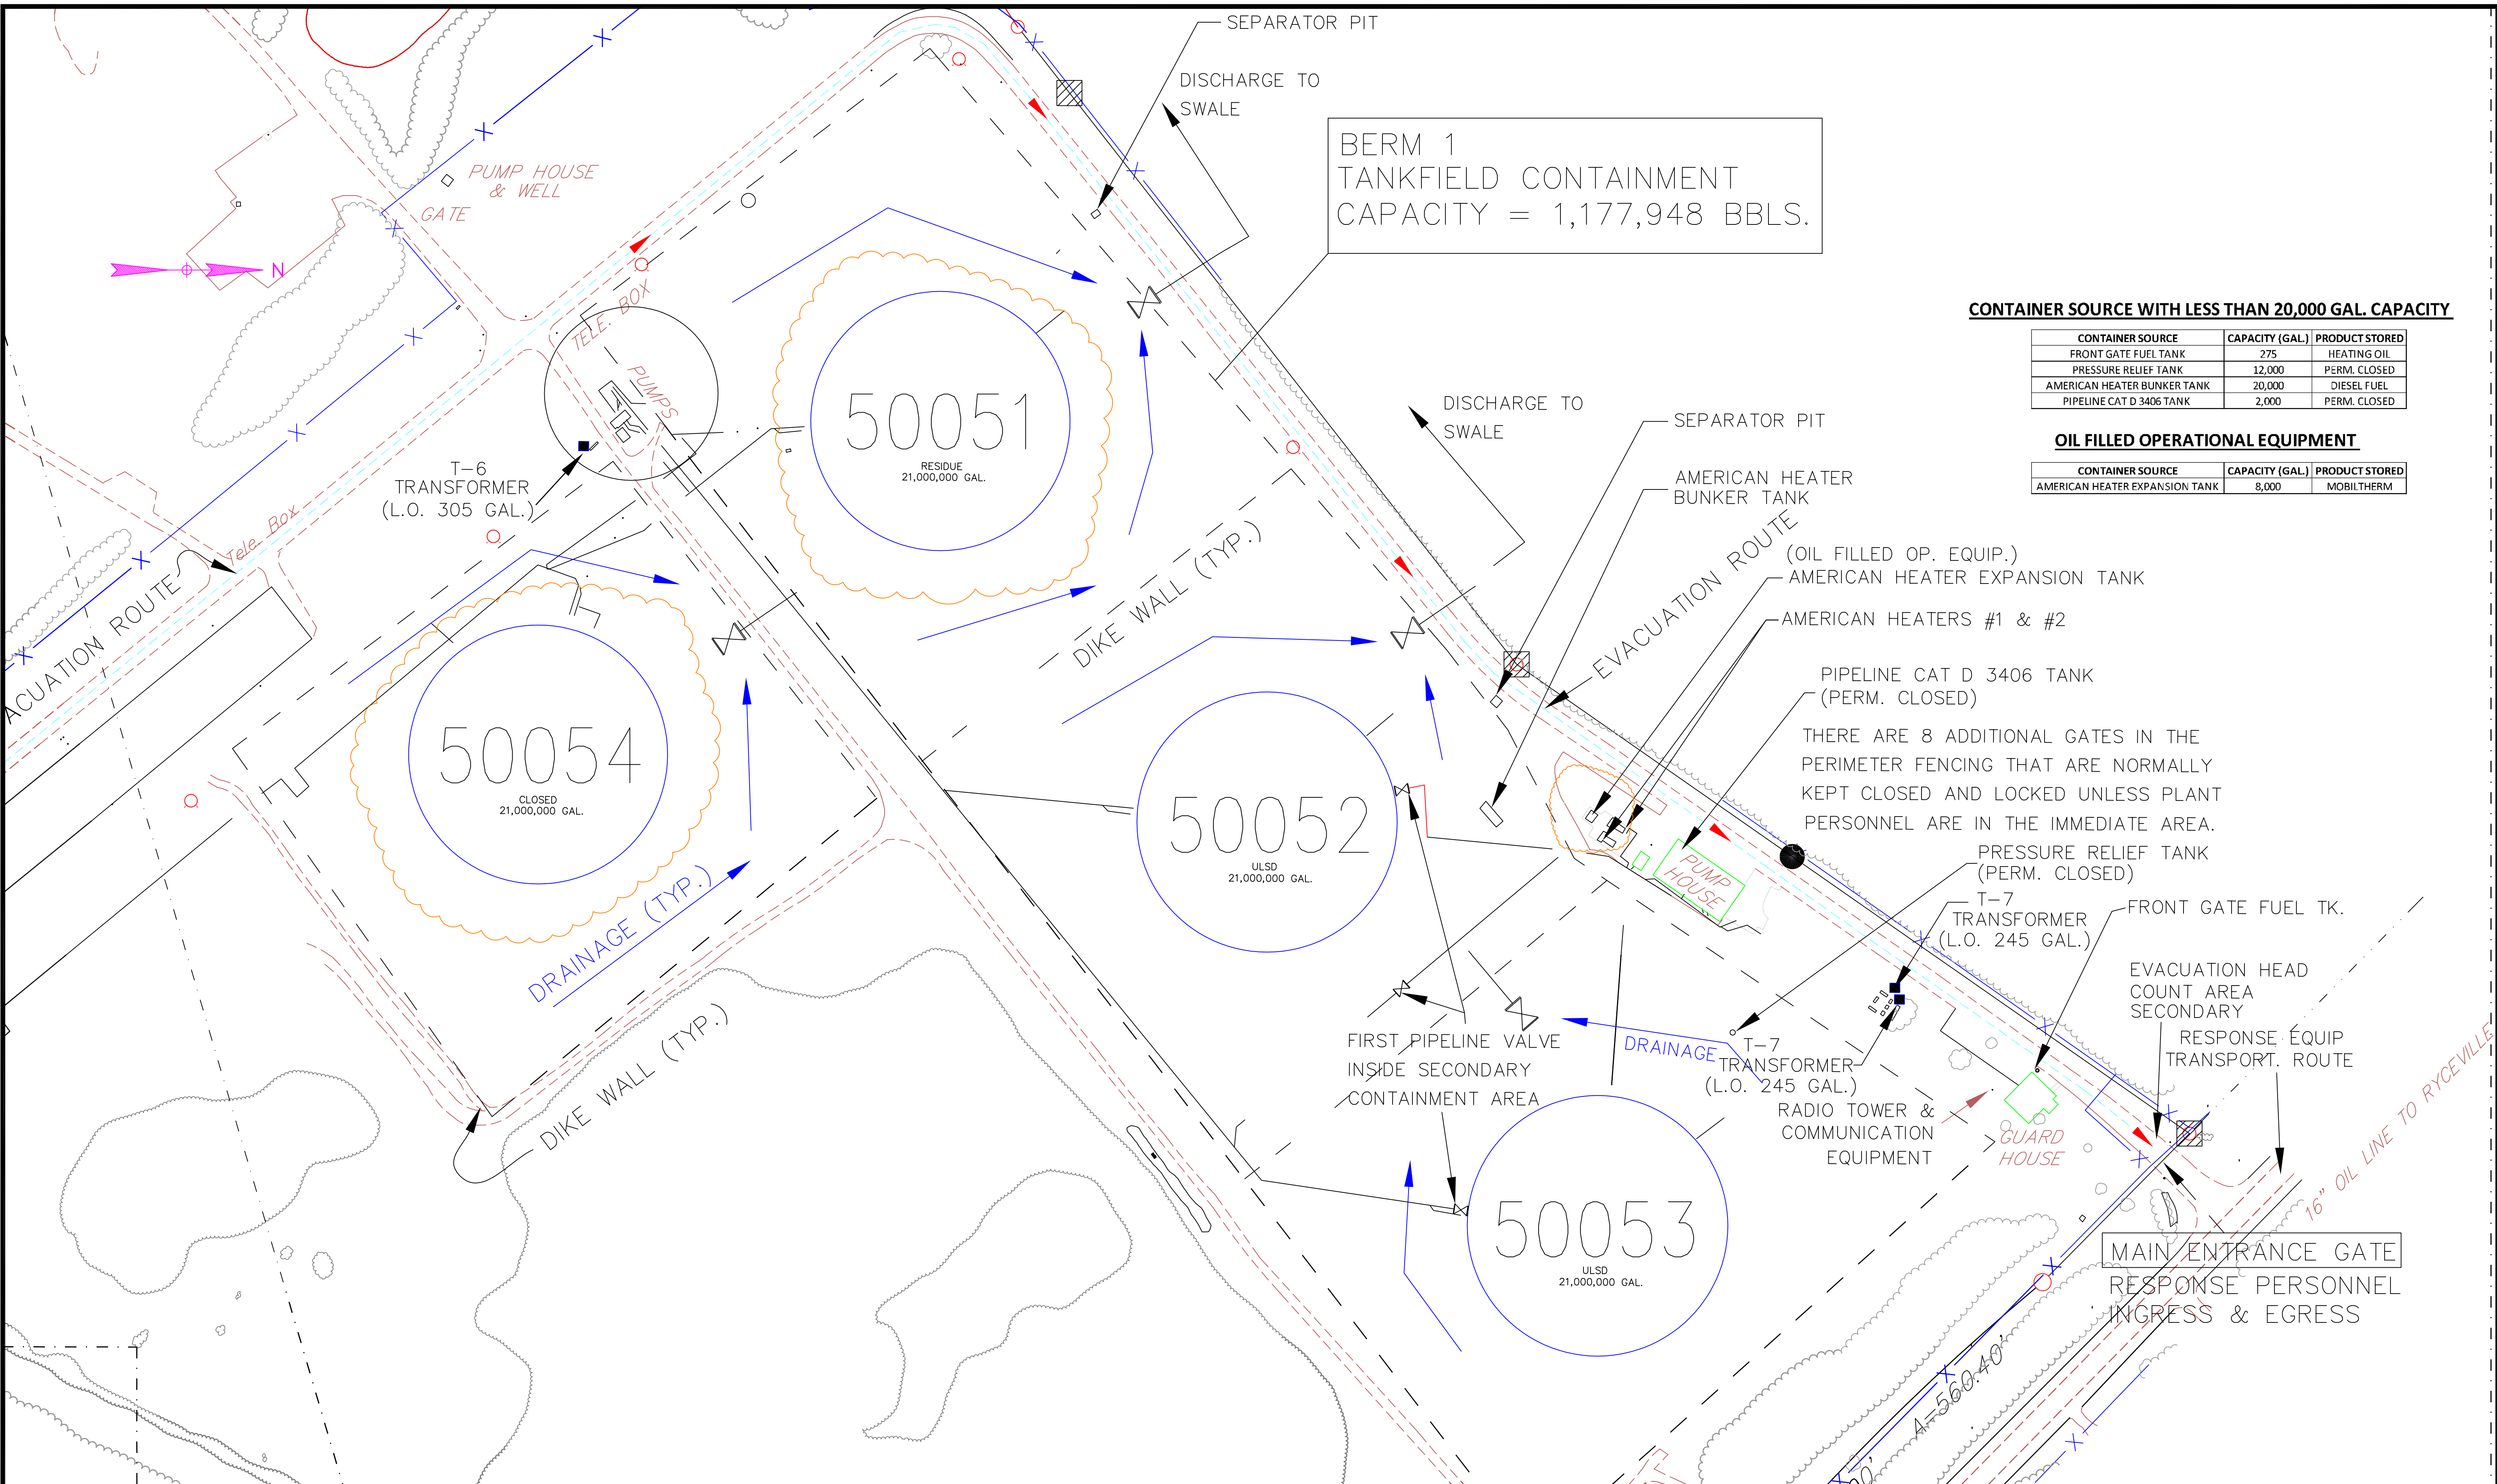 SEPARATOR PIT
DISCHARGE TO
SWALE
BERM 1
TANKFIELD CONTAINMENT
CAPACITY = 1,177,948 BBLS.
PUMP HOUSE
& WELL
GATE
N
TELE. BOX
PUMPS
CONTAINER SOURCE WITH LESS THAN 20,000 GAL. CAPACITY
CONTAINER SOURCE CAPACITY (GAL.) PRODUCT STORED
FRONT GATE FUEL TANK 275 HEATING OIL
PRESSURE RELIEF TANK 12,000 PERM. CLOSED
AMERICAN HEATER BUNKER TANK 20,000 DIESEL FUEL
PIPELINE CAT D 3406 TANK 2,000 PERM. CLOSED
OIL FILLED OPERATIONAL EQUIPMENT
CONTAINER SOURCE CAPACITY (GAL.) PRODUCT STORED
AMERICAN HEATER EXPANSION TANK 8,000 MOBILTHERM
50051
RESIDUE
21,000,000 GAL.
T-6
TRANSFORMER
(L.O. 305 GAL.)
Tele. Box
ACUATION ROUTE
DISCHARGE TO
SWALE
SEPARATOR PIT
AMERICAN HEATER
BUNKER TANK
DIKE WALL (TYP.)
EVACUATION ROUTE
(OIL FILLED OP. EQUIP.)
AMERICAN HEATER EXPANSION TANK
AMERICAN HEATERS #1 & #2
PIPELINE CAT D 3406 TANK
(PERM. CLOSED)
THERE ARE 8 ADDITIONAL GATES IN THE
PERIMETER FENCING THAT ARE NORMALLY
KEPT CLOSED AND LOCKED UNLESS PLANT
PERSONNEL ARE IN THE IMMEDIATE AREA.
50054
CLOSED
21,000,000 GAL.
50052
ULSD
21,000,000 GAL.
PUMP
HOUSE
PRESSURE RELIEF TANK
(PERM. CLOSED)
T-7
TRANSFORMER
(L.O. 245 GAL.)
FRONT GATE FUEL TK.
DRAINAGE (TYP.)
DIKE WALL (TYP.)
EVACUATION HEAD
COUNT AREA
SECONDARY
RESPONSE EQUIP
TRANSPORT. ROUTE
FIRST PIPELINE VALVE
INSIDE SECONDARY
CONTAINMENT AREA
DRAINAGE
T-7
TRANSFORMER
(L.O. 245 GAL.)
RADIO TOWER &
COMMUNICATION
EQUIPMENT
GUARD
HOUSE
16" OIL LINE TO RYCEVILLE
50053
ULSD
21,000,000 GAL.
MAIN ENTRANCE GATE
RESPONSE PERSONNEL
INGRESS & EGRESS
A=560.40'